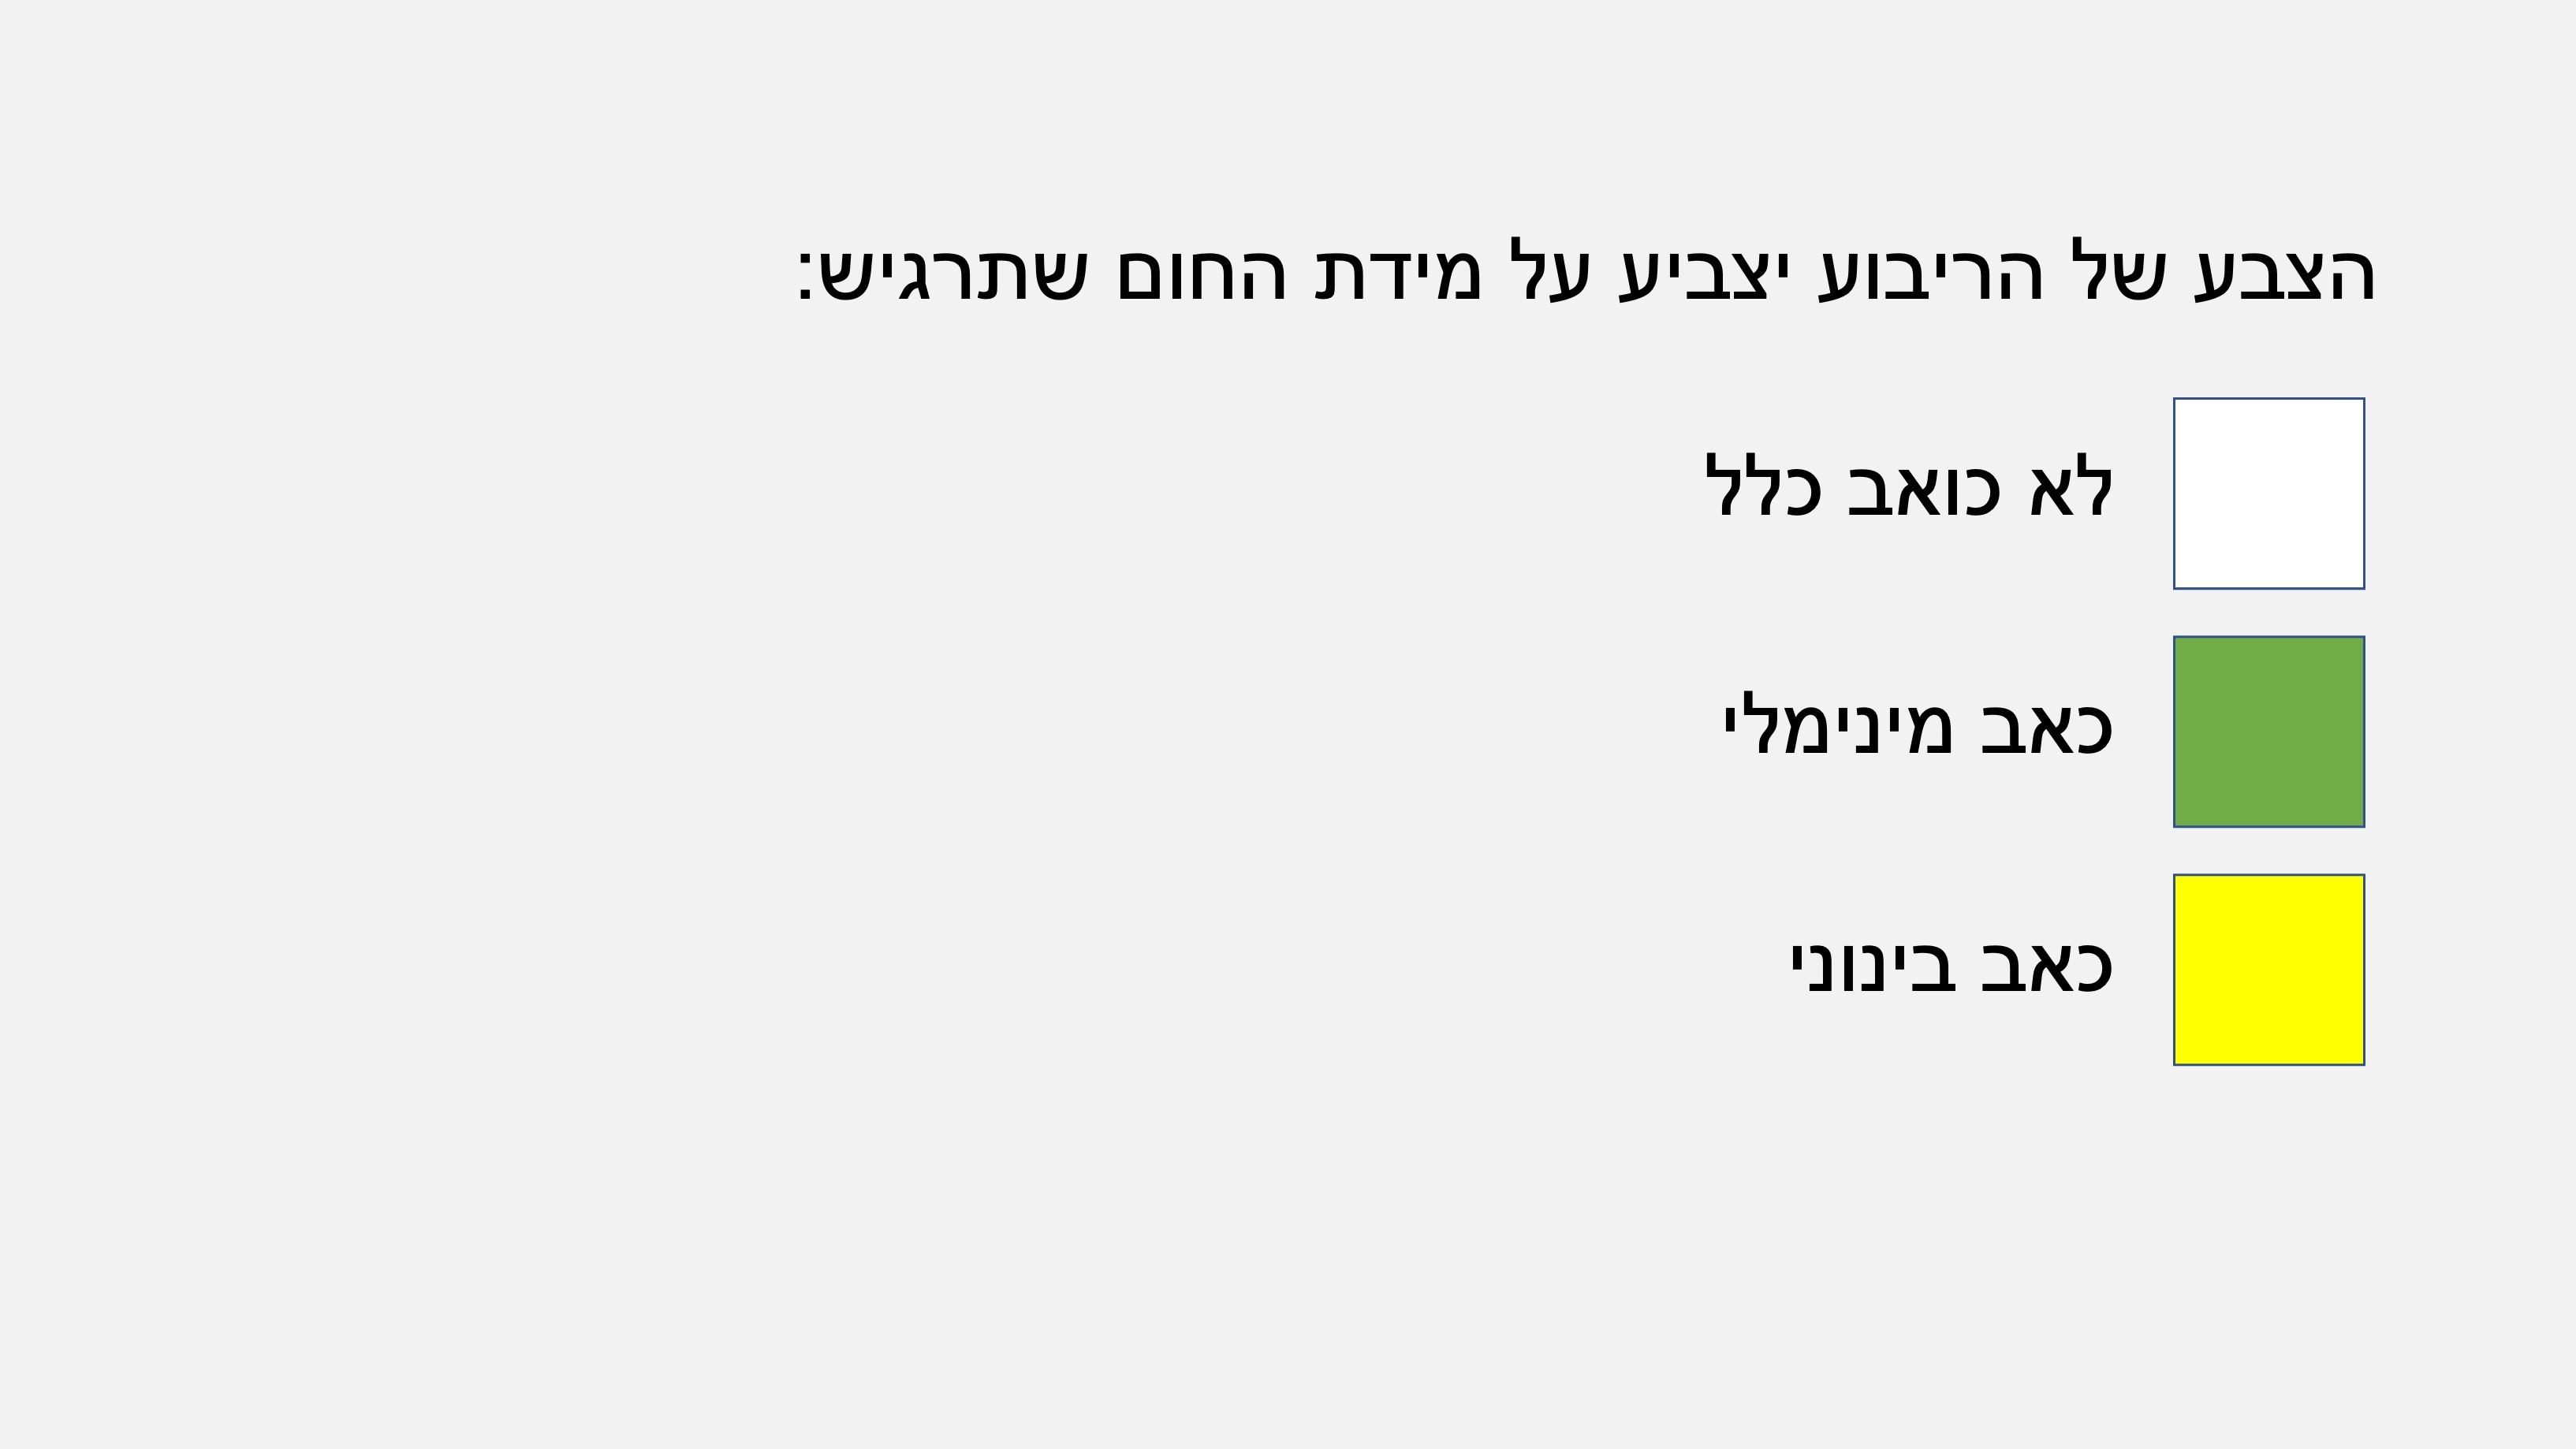 הצבע של הריבוע יצביע על מידת החום שתרגיש:
לא כואב כלל
כאב מינימלי
כאב בינוני